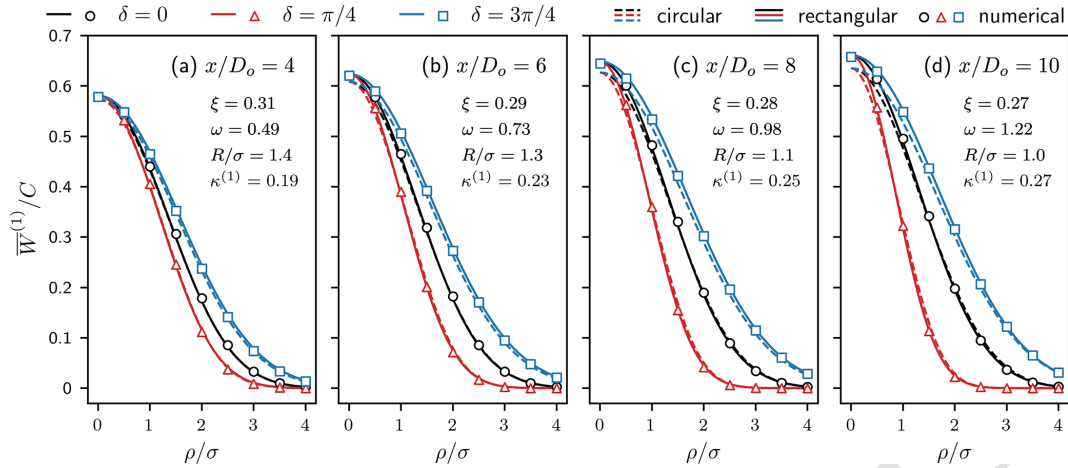 δ = 0 δ = π/4 δ = 3π/4 circular rectangular numerical
0.7
0.6
0.5
0.4
0.3
0.2
0.1
0
W̅⁽¹⁾/C
(a) x/Dₒ = 4
ξ = 0.31
ω = 0.49
R/σ = 1.4
κ⁽¹⁾ = 0.19
0 1 2 3 4
ρ/σ
(b) x/Dₒ = 6
ξ = 0.29
ω = 0.73
R/σ = 1.3
κ⁽¹⁾ = 0.23
0 1 2 3 4
ρ/σ
(c) x/Dₒ = 8
ξ = 0.28
ω = 0.98
R/σ = 1.1
κ⁽¹⁾ = 0.25
0 1 2 3 4
ρ/σ
(d) x/Dₒ = 10
ξ = 0.27
ω = 1.22
R/σ = 1.0
κ⁽¹⁾ = 0.27
0 1 2 3 4
ρ/σ